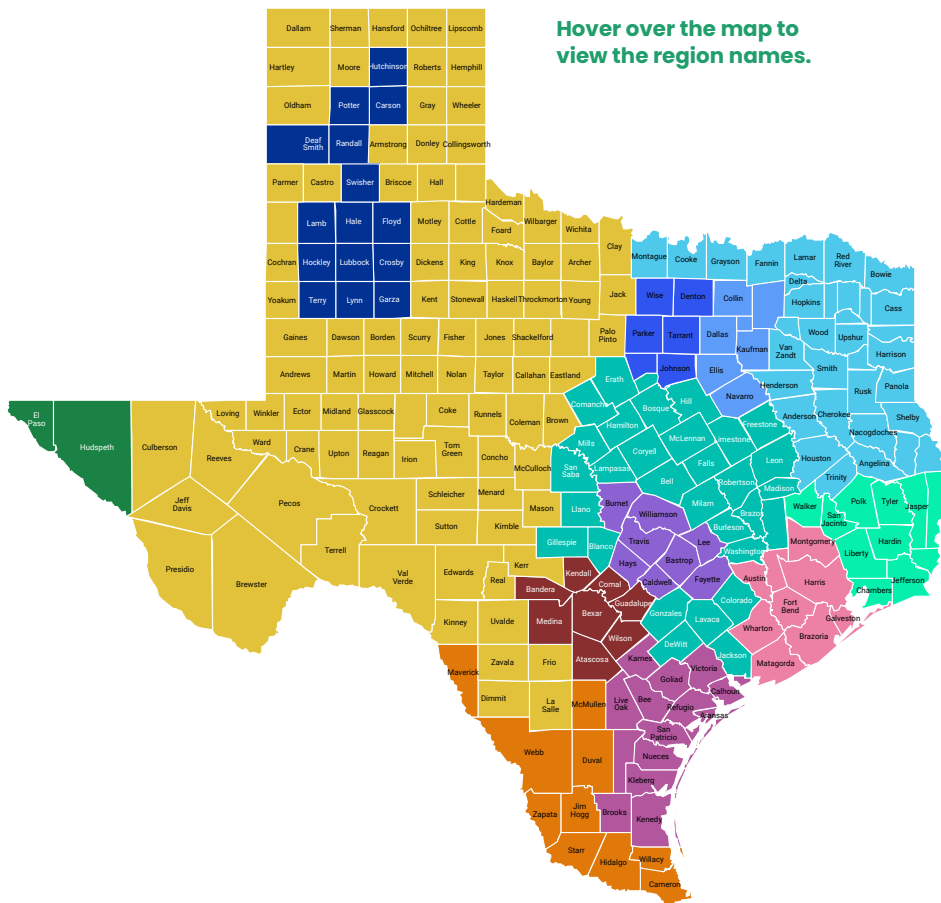 Hover over the map to
view the region names.
Dallam
Sherman
Hansford
Ochiltree
Lipscomb
Hartley
Moore
Hutchinson
Roberts
Hemphill
Oldham
Potter
Carson
Gray
Wheeler
Deaf
Smith
Randall
Armstrong
Donley
Collingsworth
Parmer
Castro
Swisher
Briscoe
Hall
Hardeman
Lamb
Hale
Floyd
Motley
Cottle
Foard
Wilbarger
Wichita
Clay
Cochran
Hockley
Lubbock
Crosby
Dickens
King
Knox
Baylor
Archer
Montague
Cooke
Grayson
Fannin
Lamar
Red
River
Bowie
Delta
Yoakum
Terry
Lynn
Garza
Kent
Stonewall
Haskell
Throckmorton
Young
Jack
Wise
Denton
Collin
Hopkins
Cass
Gaines
Dawson
Borden
Scurry
Fisher
Jones
Shackelford
Palo
Pinto
Parker
Tarrant
Dallas
Kaufman
Van
Zandt
Wood
Upshur
Harrison
Andrews
Martin
Howard
Mitchell
Nolan
Taylor
Callahan
Eastland
Erath
Johnson
Ellis
Navarro
Henderson
Smith
Rusk
Panola
El
Paso
Hudspeth
Culberson
Loving
Winkler
Ector
Midland
Glasscock
Coke
Runnels
Coleman
Brown
Comanche
Hamilton
Bosque
Hill
Freestone
Anderson
Cherokee
Nacogdoches
Shelby
Reeves
Ward
Crane
Upton
Reagan
Irion
Tom
Green
Concho
McCulloch
Mills
San
Saba
Lampasas
Coryell
McLennan
Limestone
Falls
Leon
Houston
Angelina
Trinity
Jeff
Davis
Pecos
Crockett
Schleicher
Menard
Mason
Llano
Burnet
Bell
Milam
Robertson
Madison
Brazos
Walker
San
Jacinto
Polk
Tyler
Jasper
Sutton
Kimble
Williamson
Burleson
Washington
Montgomery
Liberty
Hardin
Presidio
Brewster
Terrell
Val
Verde
Edwards
Real
Kerr
Gillespie
Blanco
Travis
Hays
Lee
Bastrop
Caldwell
Fayette
Austin
Harris
Chambers
Jefferson
Kinney
Uvalde
Bandera
Medina
Kendall
Comal
Bexar
Guadalupe
Wilson
Gonzales
Lavaca
Colorado
Wharton
Fort
Bend
Brazoria
Galveston
Matagorda
Maverick
Zavala
Frio
Atascosa
Karnes
DeWitt
Victoria
Jackson
Goliad
Calhoun
Dimmit
La
Salle
McMullen
Live
Oak
Bee
Refugio
Aransas
San
Patricio
Webb
Duval
Nueces
Kleberg
Zapata
Jim
Hogg
Brooks
Kenedy
Starr
Hidalgo
Willacy
Cameron